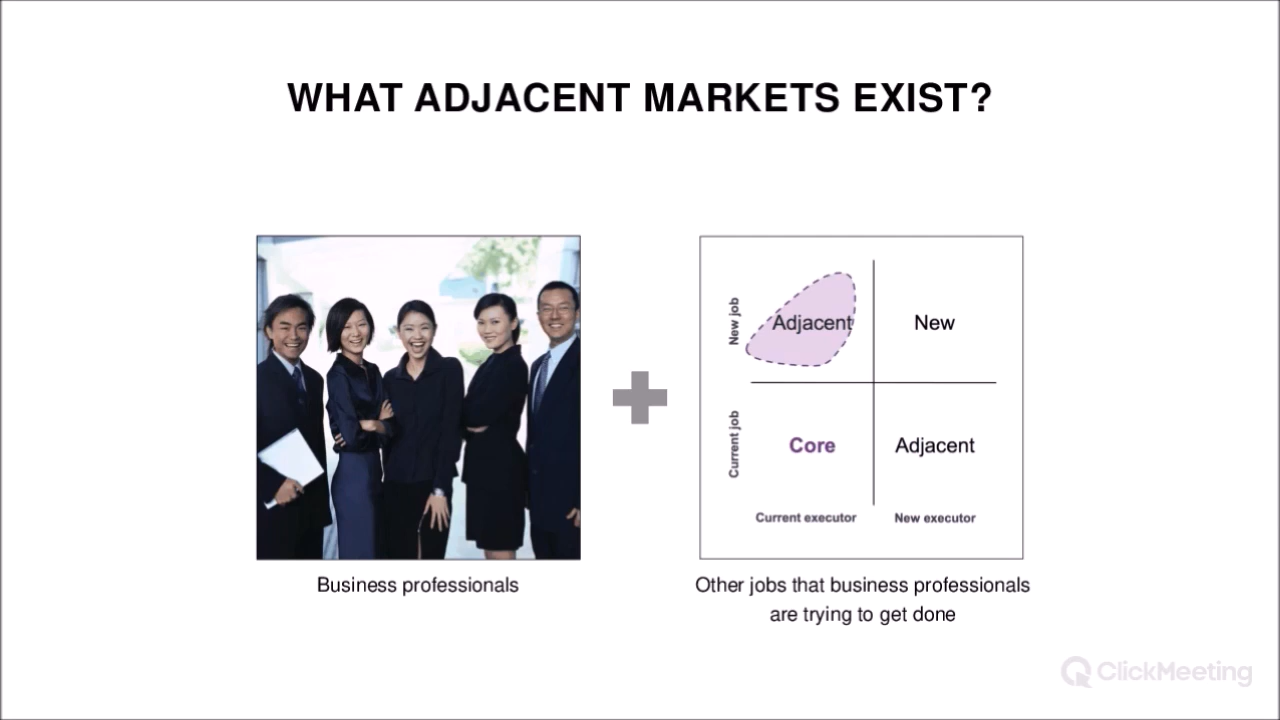 WHAT ADJACENT MARKETS EXIST?
New job
Adjacent
New
Current job
Core
Adjacent
Current executor
New executor
Business professionals
Other jobs that business professionals
are trying to get done
ClickMeeting